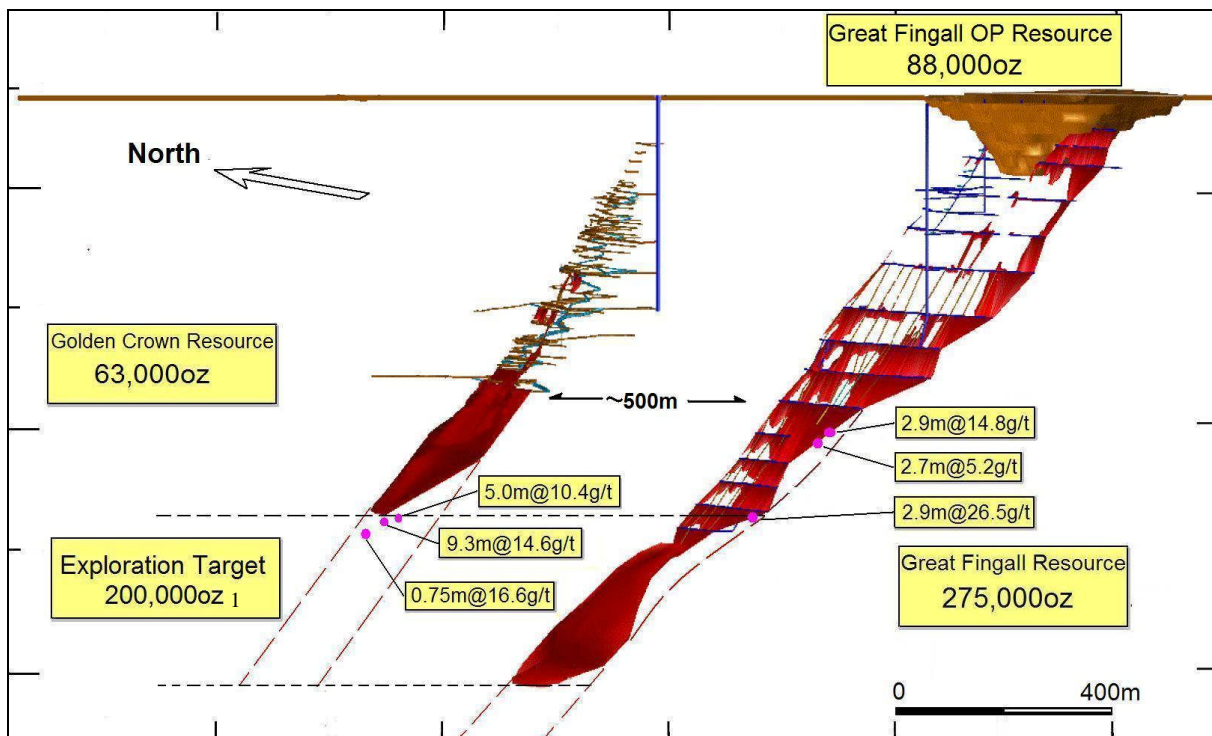 Great Fingall OP Resource
88,000oz
North
Golden Crown Resource
63,000oz
~500m
2.9m@14.8g/t
2.7m@5.2g/t
5.0m@10.4g/t
2.9m@26.5g/t
9.3m@14.6g/t
Exploration Target
200,000oz 1
0.75m@16.6g/t
Great Fingall Resource
275,000oz
0 400m